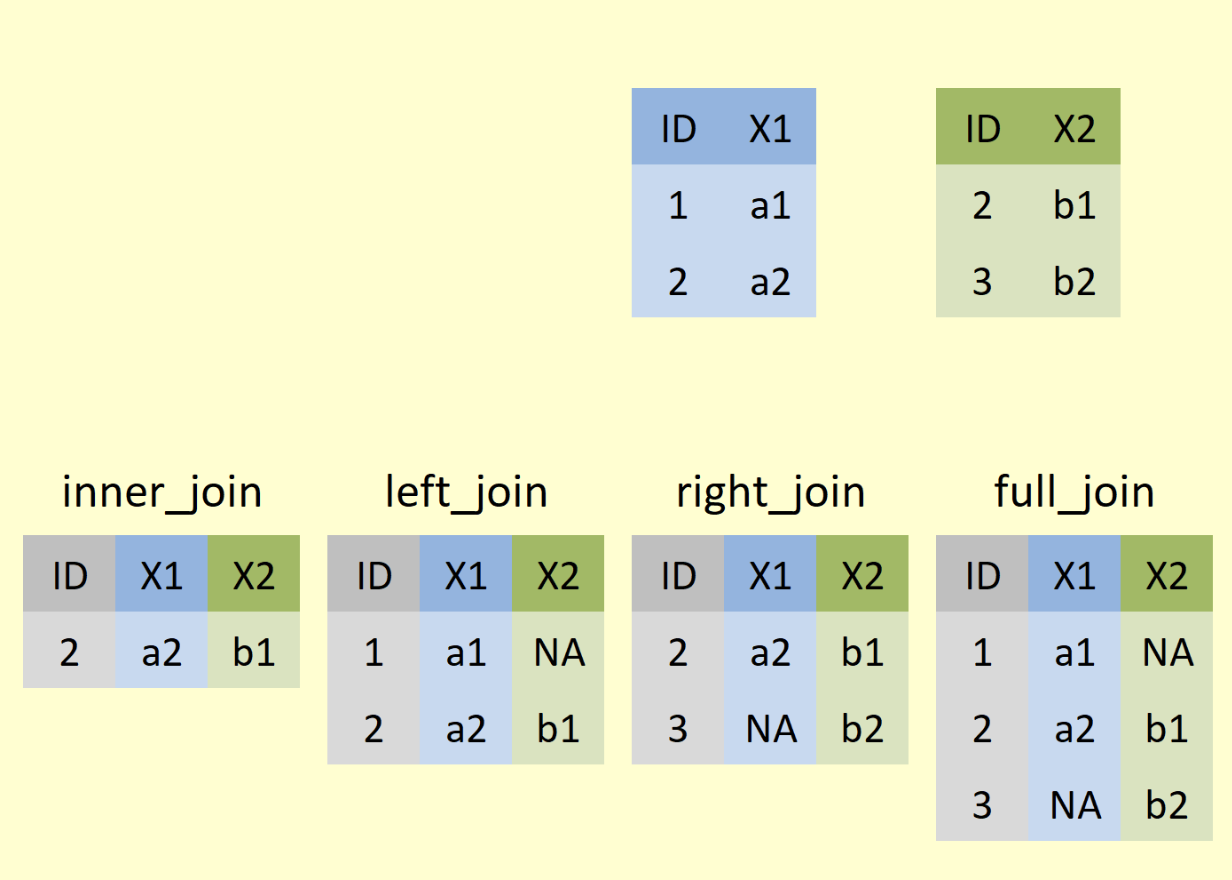 ID X1 ID X2
1 a1 2 b1
2 a2 3 b2
inner_join left_join right_join full_join
ID X1 X2 ID X1 X2 ID X1 X2 ID X1 X2
2 a2 b1 1 a1 NA 2 a2 b1 1 a1 NA
2 a2 b1 3 NA b2 2 a2 b1
3 NA b2